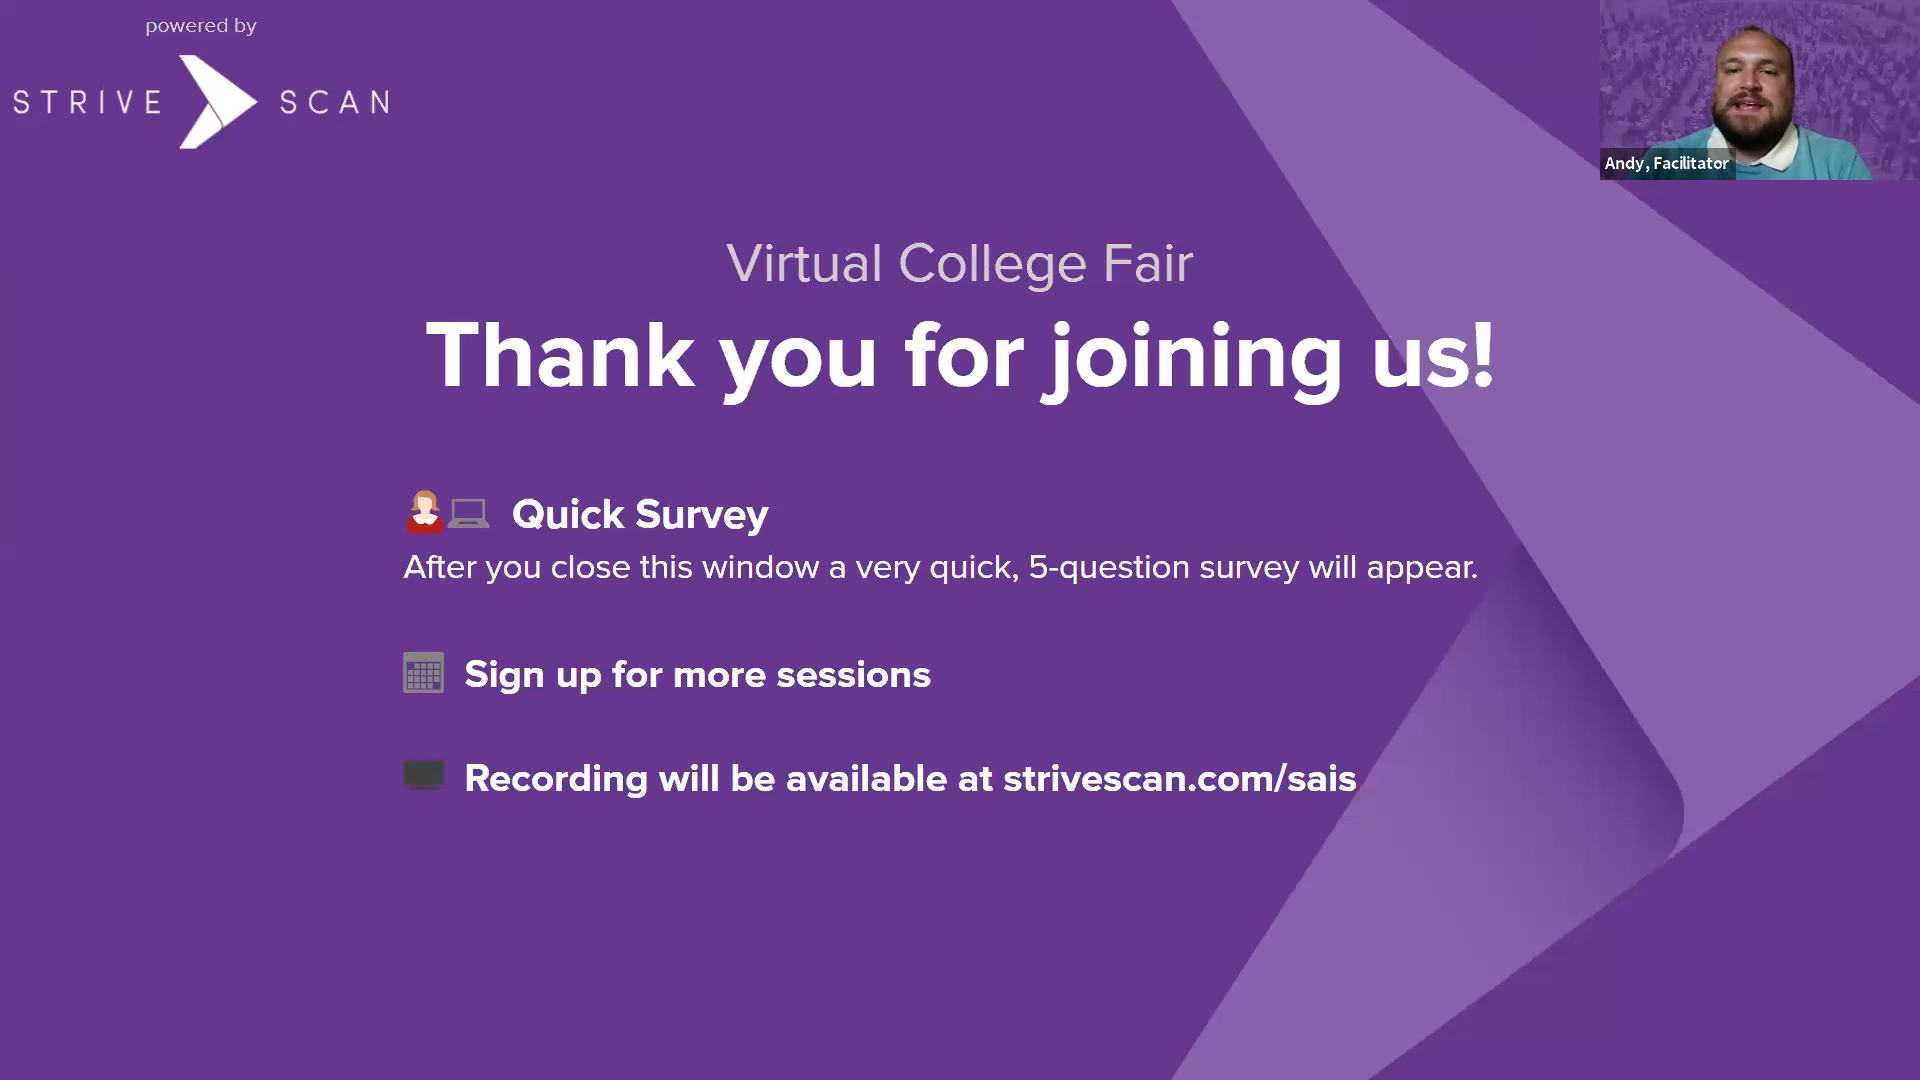 powered by
STRIVE SCAN
Andy, Facilitator
Virtual College Fair
Thank you for joining us!
Quick Survey
After you close this window a very quick, 5-question survey will appear.
Sign up for more sessions
Recording will be available at strivescan.com/sais